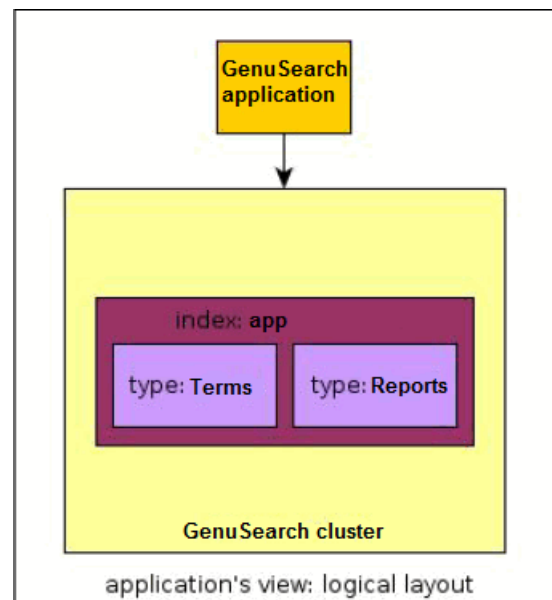 GenuSearch
application
index: app
type: Terms
type: Reports
GenuSearch cluster
application's view: logical layout